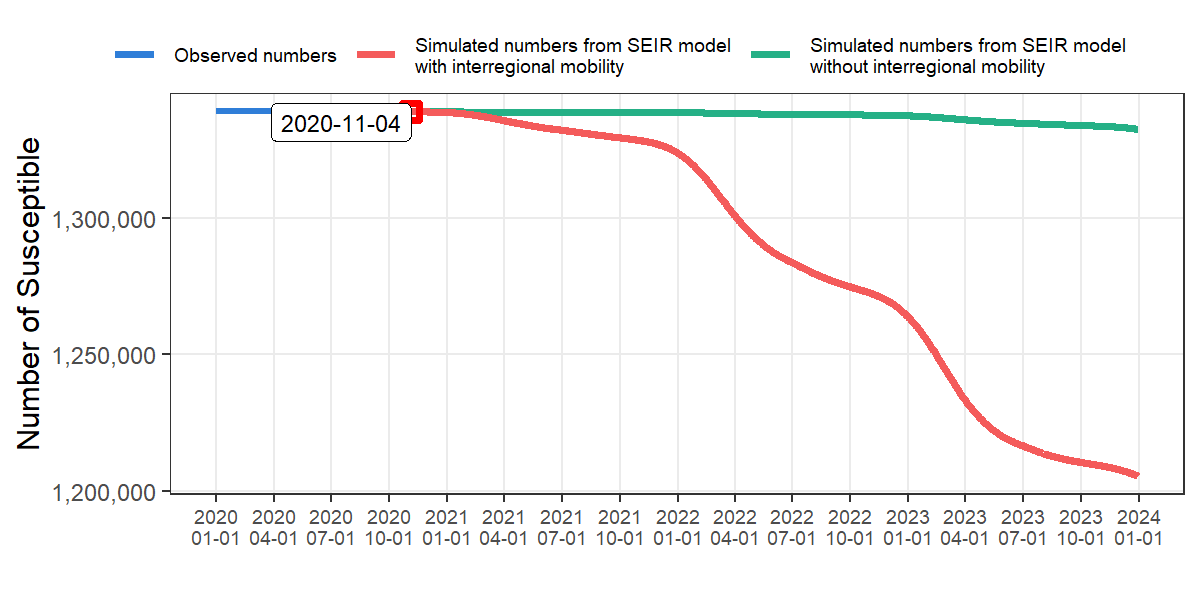 Observed numbers
Simulated numbers from SEIR model
with interregional mobility
Simulated numbers from SEIR model
without interregional mobility
Number of Susceptible
2020-11-04
1,300,000
1,250,000
1,200,000
2020 2020 2020 2020 2021 2021 2021 2021 2022 2022 2022 2022 2023 2023 2023 2023 2024
01-01 04-01 07-01 10-01 01-01 04-01 07-01 10-01 01-01 04-01 07-01 10-01 01-01 04-01 07-01 10-01 01-01